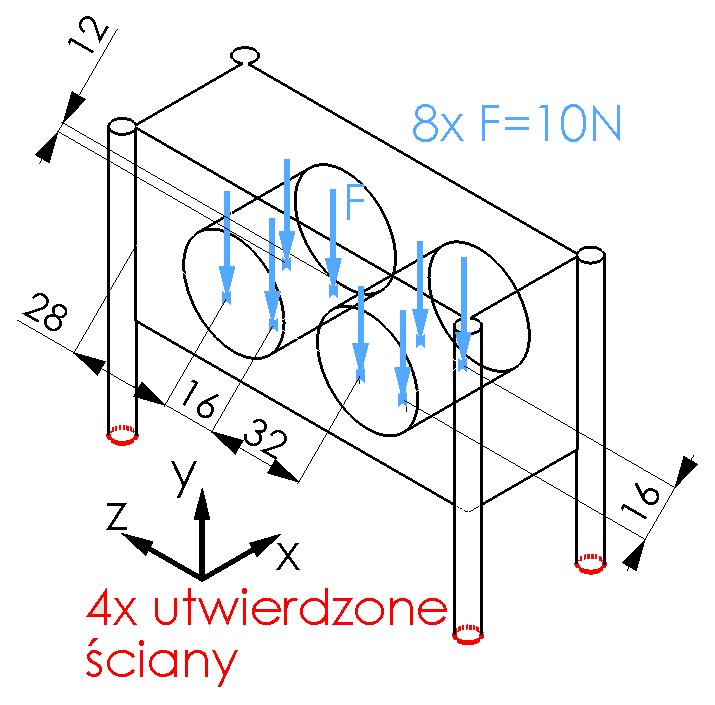 12
8x F=10N
F
28
16
32
16
y
z
x
4x utwierdzone
ściany